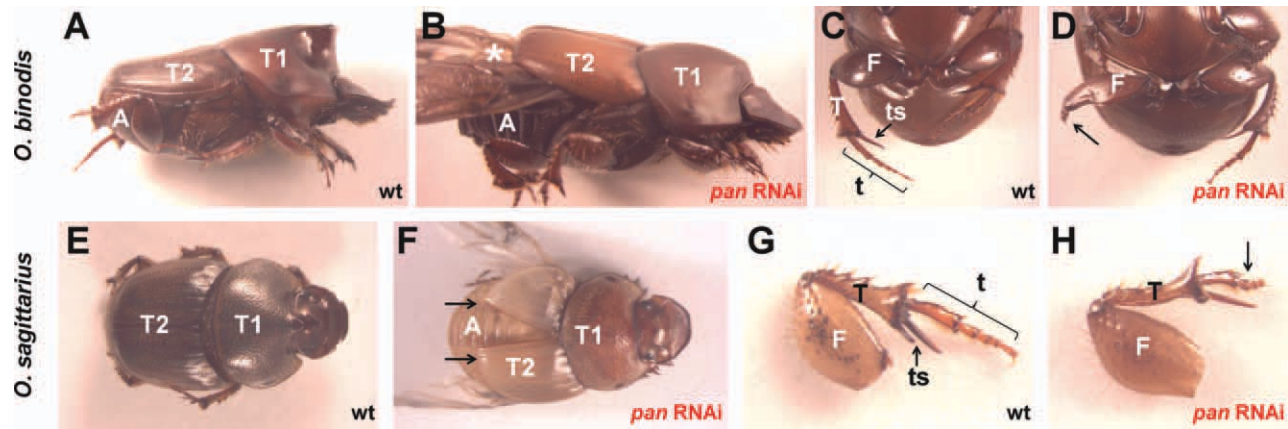 O. binodis
A
T2
T1
A
wt
B
*
T2
T1
A
pan RNAi
C
F
T
ts
t
wt
D
F
pan RNAi
O. sagittarius
E
T2
T1
wt
F
A
T1
T2
pan RNAi
G
T
t
F
ts
wt
H
T
F
pan RNAi